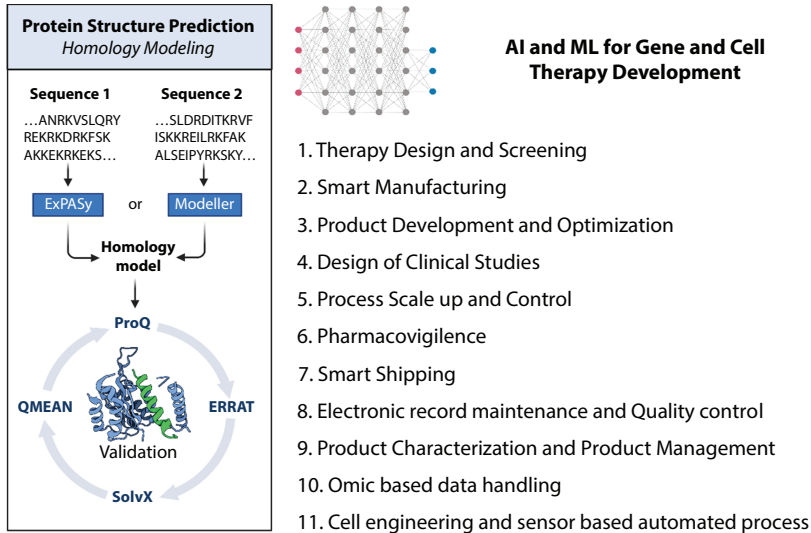 Protein Structure Prediction
Homology Modeling
Sequence 1
…ANRKVSLQRY
REKRKDRKFSK
AKKEKRKEKS…
Sequence 2
…SLDRDITKRVF
ISKKREILRKFAK
ALSEIPYRKSKY…
ExPASy or Modeller
Homology
model
ProQ
QMEAN
ERRAT
Validation
SolvX
AI and ML for Gene and Cell
Therapy Development
1. Therapy Design and Screening
2. Smart Manufacturing
3. Product Development and Optimization
4. Design of Clinical Studies
5. Process Scale up and Control
6. Pharmacovigilence
7. Smart Shipping
8. Electronic record maintenance and Quality control
9. Product Characterization and Product Management
10. Omic based data handling
11. Cell engineering and sensor based automated process